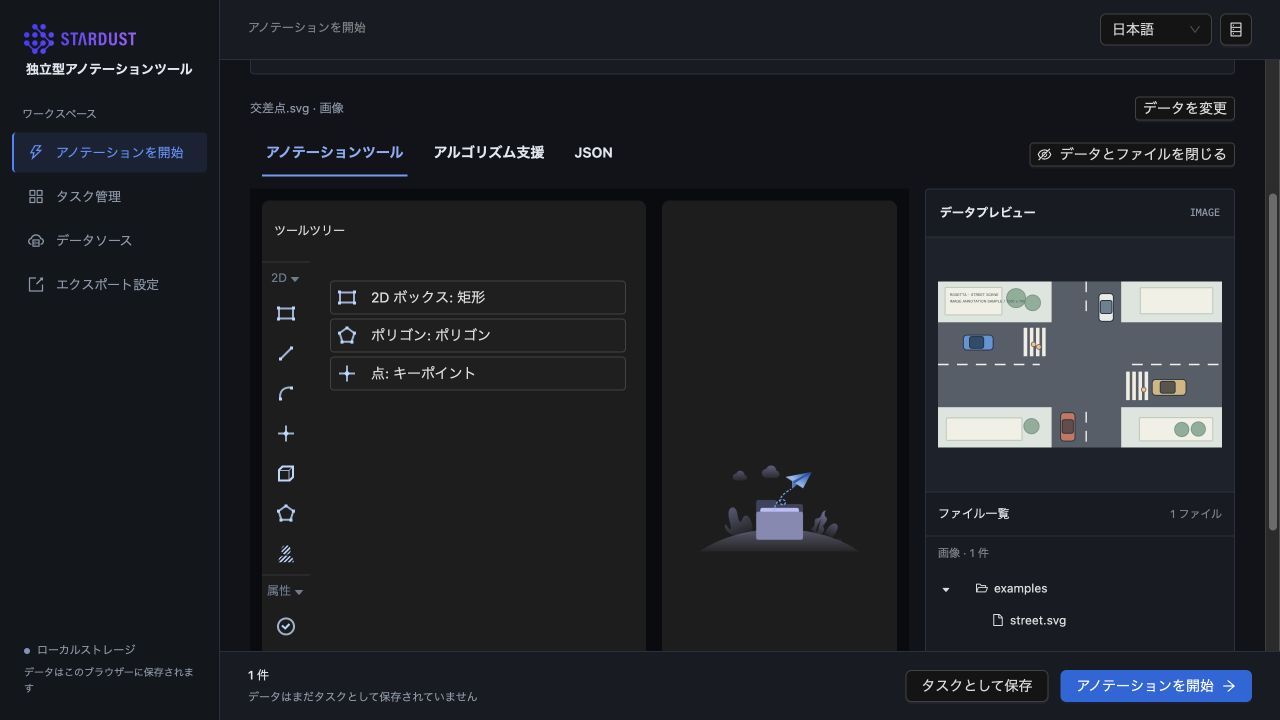 STARDUST
独立型アノテーションツール
ワークスペース
アノテーションを開始
タスク管理
データソース
エクスポート設定
ローカルストレージ
データはこのブラウザーに保存されま
す
アノテーションを開始
日本語
交差点.svg · 画像
データを変更
アノテーションツール
アルゴリズム支援
JSON
データとファイルを閉じる
ツールツリー
2D
2D ボックス: 矩形
ポリゴン: ポリゴン
点: キーポイント
属性
データプレビュー
IMAGE
ファイル一覧
1 ファイル
画像 · 1 件
examples
street.svg
1 件
データはまだタスクとして保存されていません
タスクとして保存
アノテーションを開始